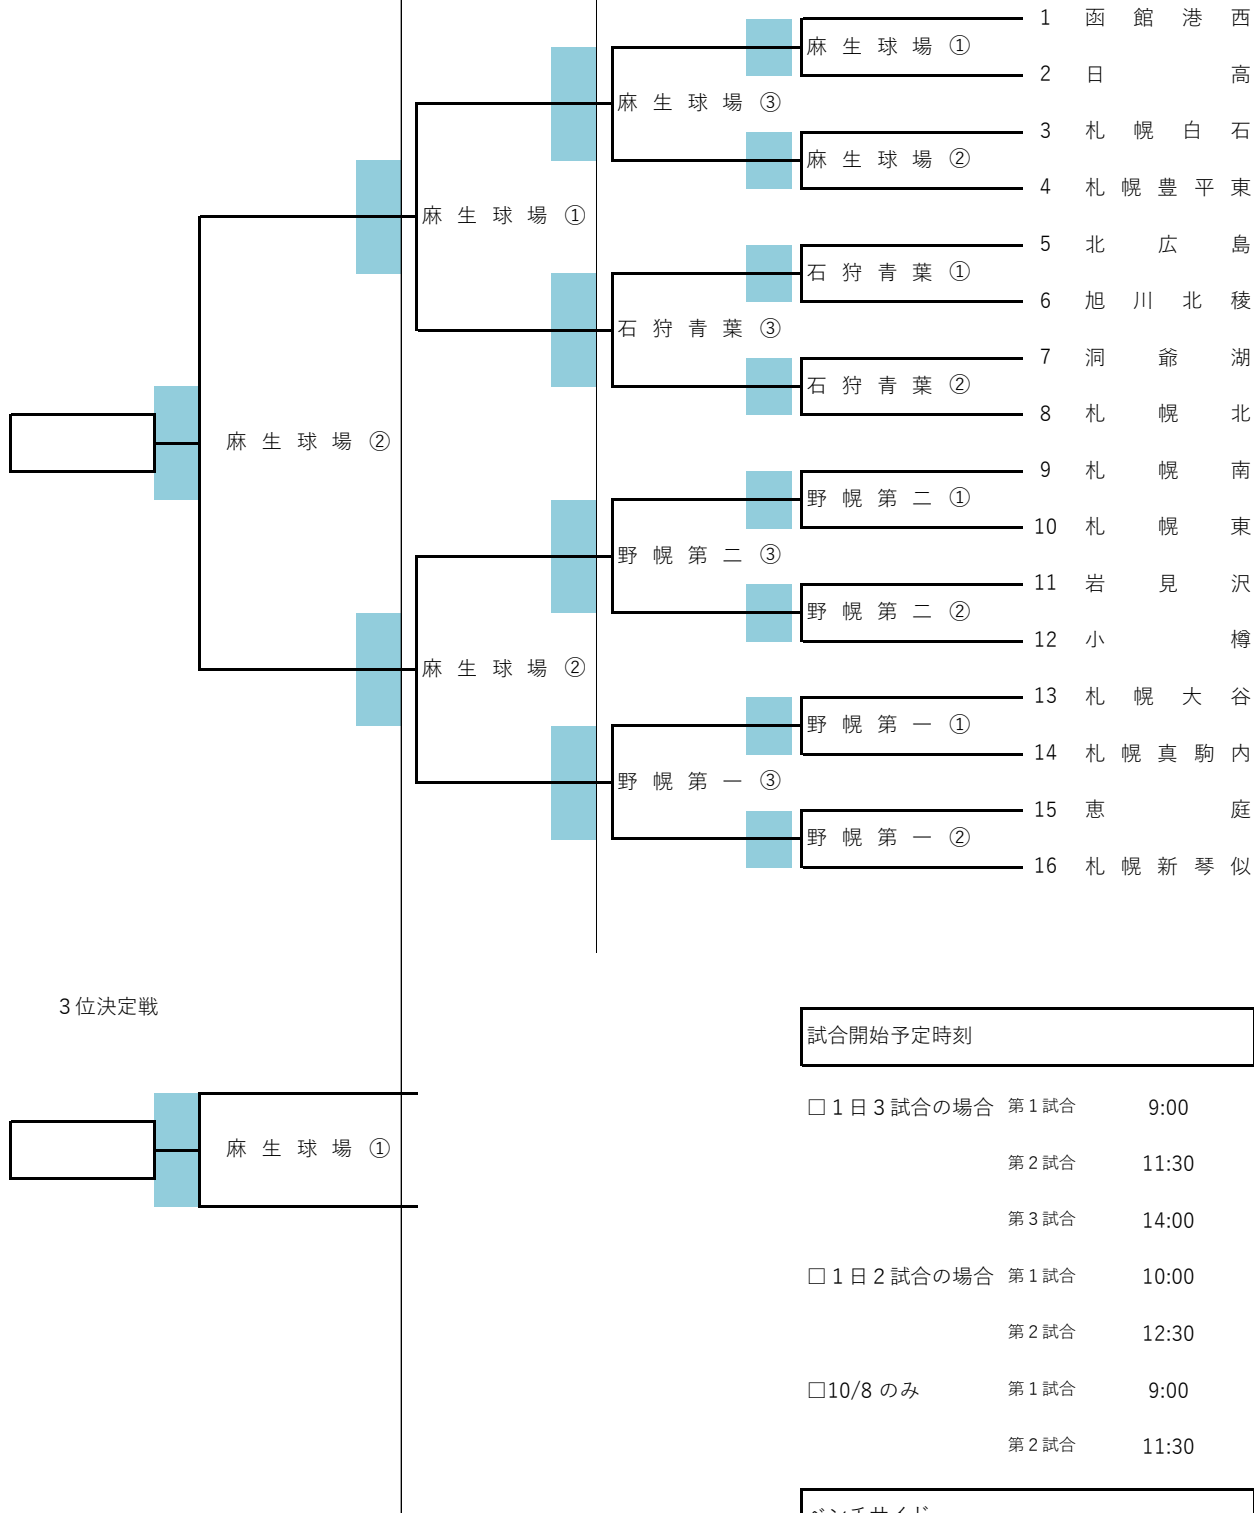 1 函館港西
麻生球場 ①
2 日高
麻生球場 ③
3 札幌白石
麻生球場 ②
4 札幌豊平東
麻生球場 ①
5 北広島
石狩青葉 ①
6 旭川北稜
石狩青葉 ③
7 洞爺湖
石狩青葉 ②
8 札幌北
麻生球場 ②
9 札幌南
野幌第二 ①
10 札幌東
野幌第二 ③
11 岩見沢
野幌第二 ②
12 小樽
麻生球場 ②
13 札幌大谷
野幌第一 ①
14 札幌真駒内
野幌第一 ③
15 恵庭
野幌第一 ②
16 札幌新琴似
3位決定戦
麻生球場 ①
試合開始予定時刻
□1日3試合の場合 第1試合 9:00
第2試合 11:30
第3試合 14:00
□1日2試合の場合 第1試合 10:00
第2試合 12:30
□10/8のみ 第1試合 9:00
第2試合 11:30
ベンチサイド